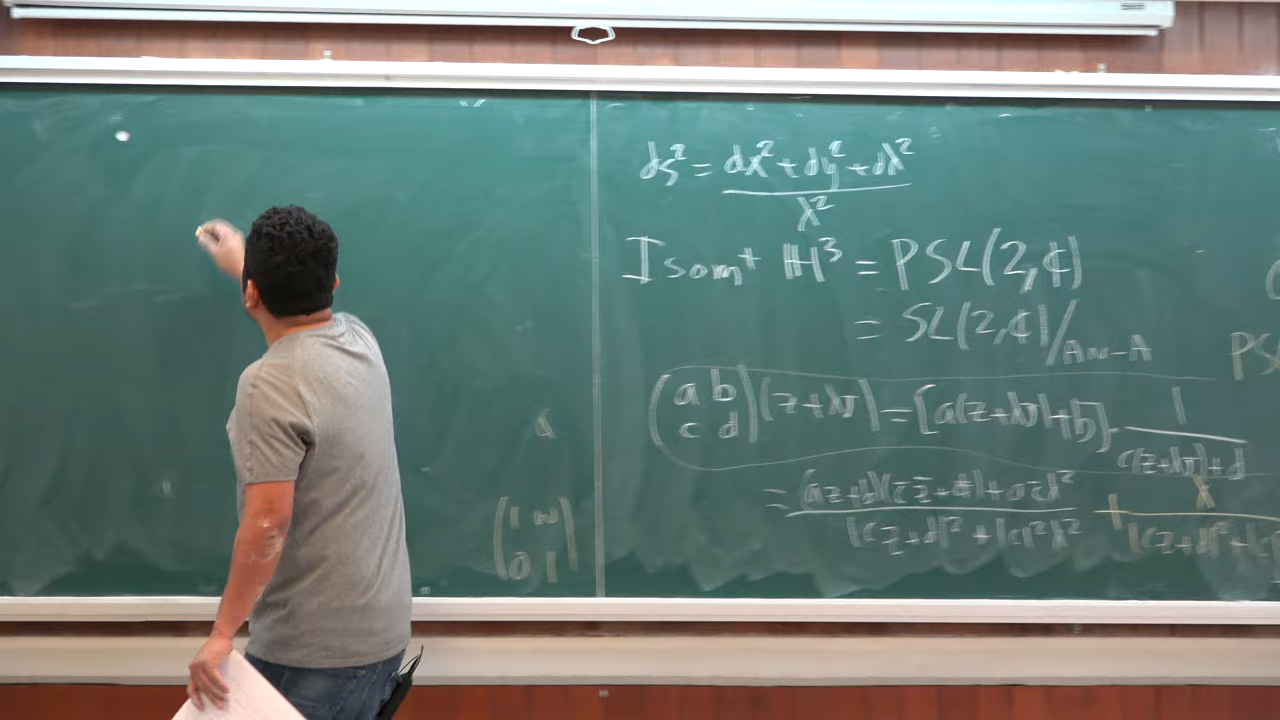 ds² = (dx² + dy² + dλ²) / λ²
Isom⁺ ℍ³ = PSL(2,ℂ)
= SL(2,ℂ)/A~-A
(a b; c d)(z+λj) = [a(z+λj)+b] · 1/(c(z+λj)+d)
= ((az+b)(c̄z̄+d̄)+ac̄λ²) / (|cz+d|²+|c|²λ²) + λ / (|cz+d|²+|c
(1 w; 0 1)
PS